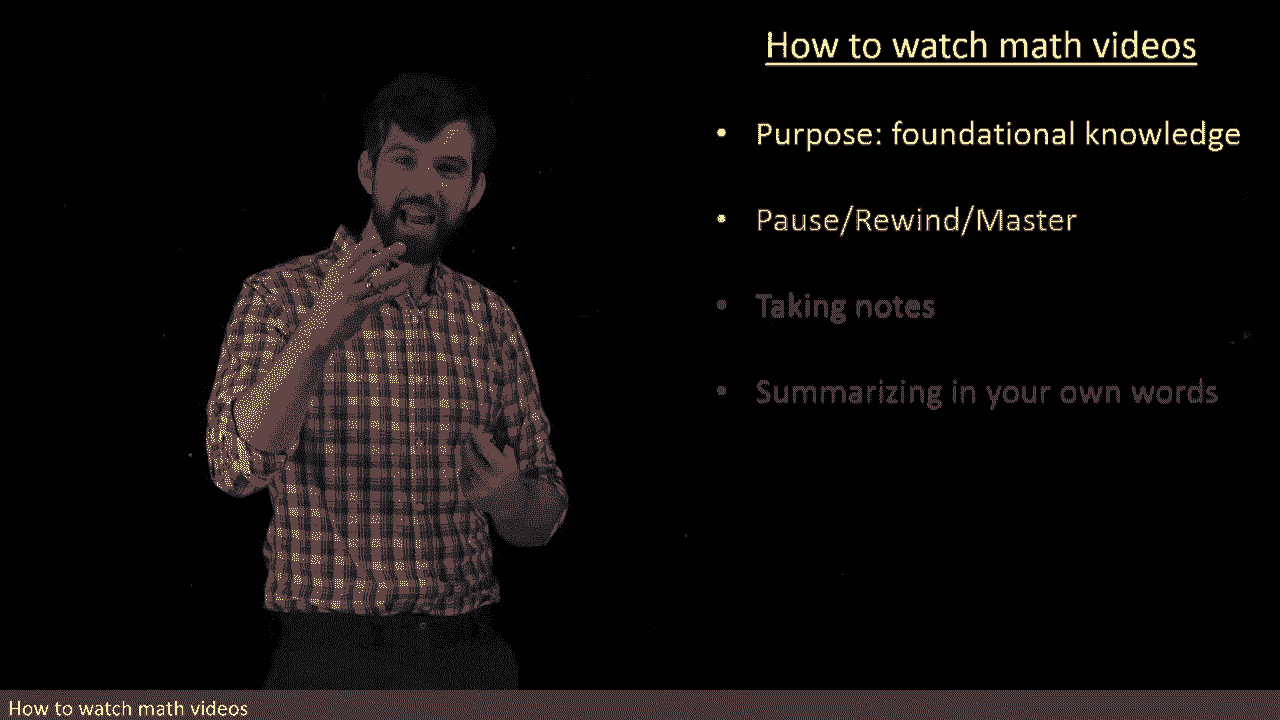 How to watch math videos
• Purpose: foundational knowledge
• Pause/Rewind/Master
• Taking notes
• Summarizing in your own words
How to watch math videos